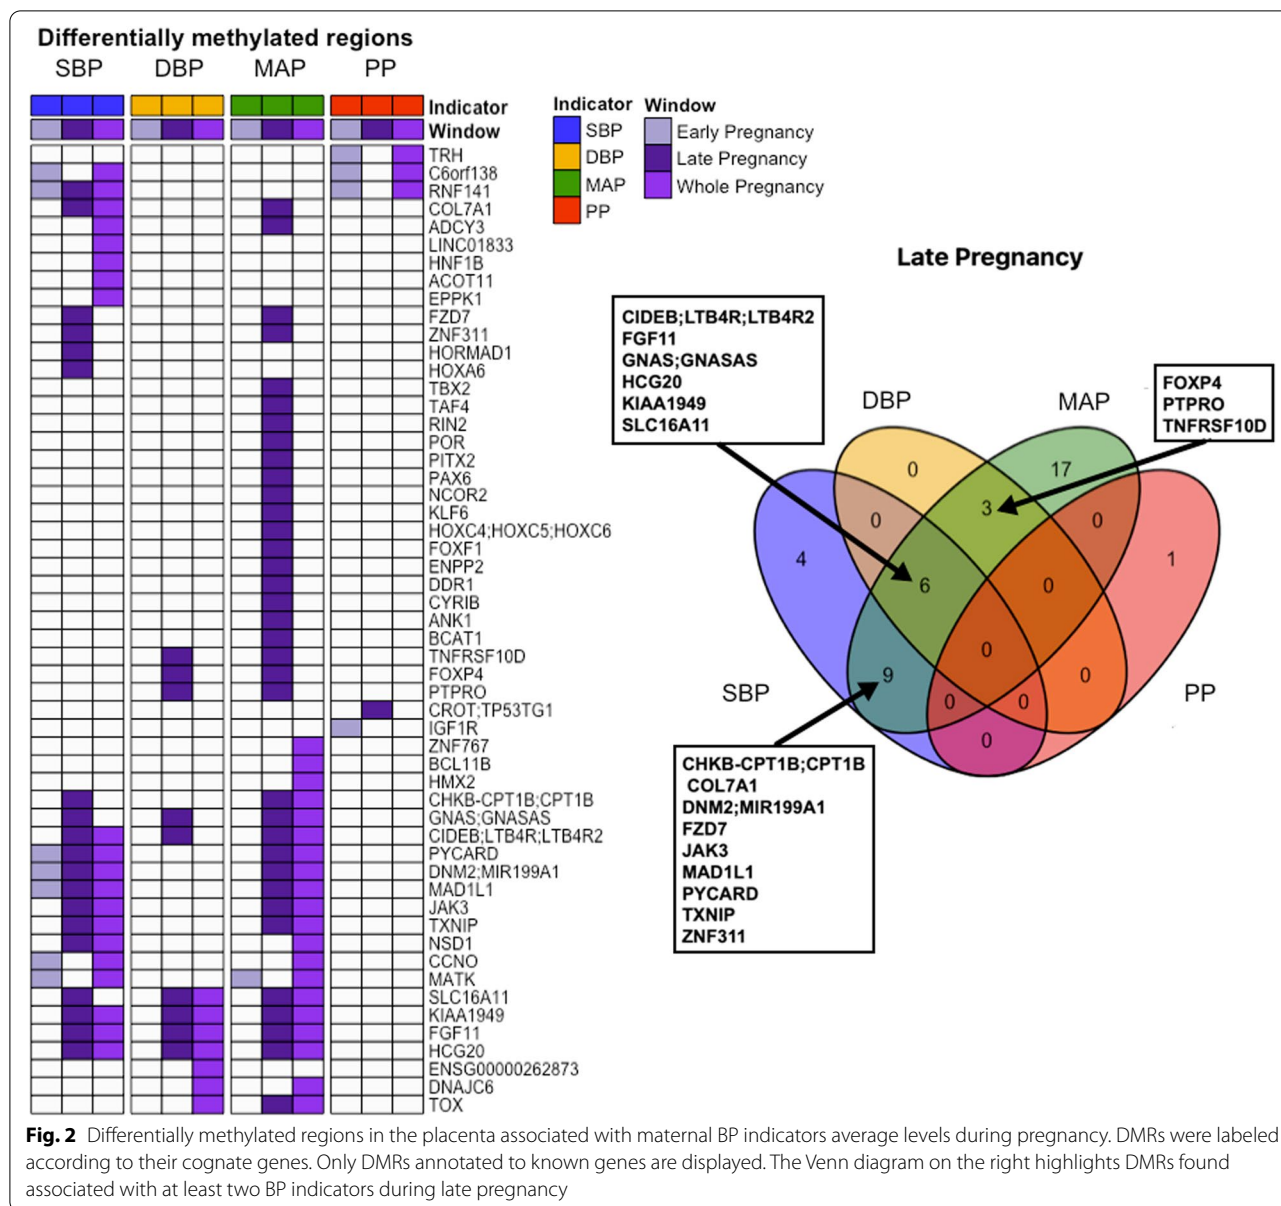 Differentially methylated regions
SBP DBP MAP PP
Indicator
Window
TRH
C6orf138
RNF141
COL7A1
ADCY3
LINC01833
HNF1B
ACOT11
EPPK1
FZD7
ZNF311
HORMAD1
HOXA6
TBX2
TAF4
RIN2
POR
PITX2
PAX6
NCOR2
KLF6
HOXC4;HOXC5;HOXC6
FOXF1
ENPP2
DDR1
CYRIB
ANK1
BCAT1
TNFRSF10D
FOXP4
PTPRO
CROT;TP53TG1
IGF1R
ZNF767
BCL11B
HMX2
CHKB-CPT1B;CPT1B
GNAS;GNASAS
CIDEB;LTB4R;LTB4R2
PYCARD
DNM2;MIR199A1
MAD1L1
JAK3
TXNIP
NSD1
CCNO
MATK
SLC16A11
KIAA1949
FGF11
HCG20
ENSG00000262873
DNAJC6
TOX
Indicator
SBP
DBP
MAP
PP
Window
Early Pregnancy
Late Pregnancy
Whole Pregnancy
Late Pregnancy
CIDEB;LTB4R;LTB4R2
FGF11
GNAS;GNASAS
HCG20
KIAA1949
SLC16A11
FOXP4
PTPRO
TNFRSF10D
DBP MAP
0 17
0 3 0
4 1
6 0
0
9 0
0 0
0
SBP PP
CHKB-CPT1B;CPT1B
COL7A1
DNM2;MIR199A1
FZD7
JAK3
MAD1L1
PYCARD
TXNIP
ZNF311
Fig. 2 Differentially methylated regions in the placenta associated with maternal BP indicators average levels during pregnancy. DMRs were labeled
according to their cognate genes. Only DMRs annotated to known genes are displayed. The Venn diagram on the right highlights DMRs found
associated with at least two BP indicators during late pregnancy